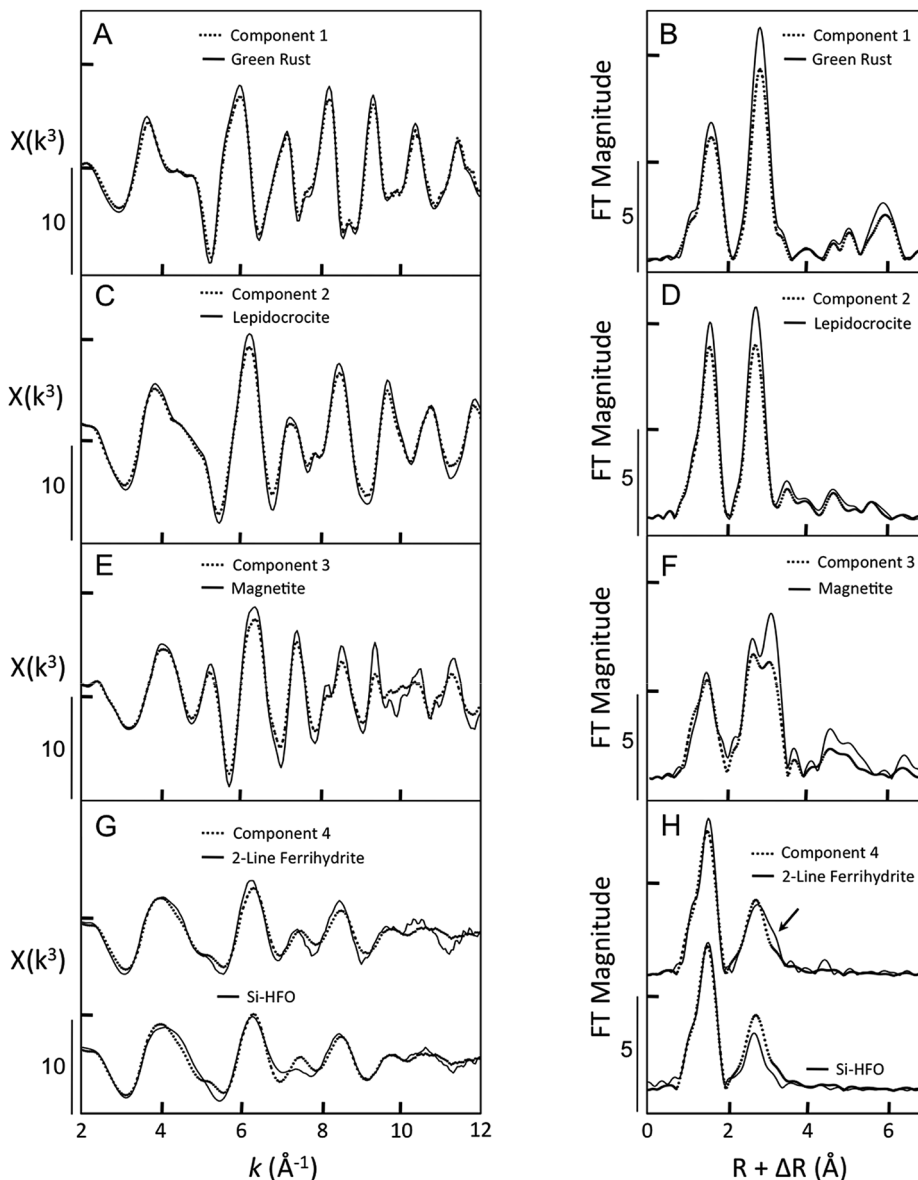 A
Component 1
Green Rust
X(k³)
10
B
Component 1
Green Rust
FT Magnitude
5
C
Component 2
Lepidocrocite
X(k³)
10
D
Component 2
Lepidocrocite
FT Magnitude
5
E
Component 3
Magnetite
X(k³)
10
F
Component 3
Magnetite
FT Magnitude
5
G
Component 4
2-Line Ferrihydrite
X(k³)
Si-HFO
10
2 4 6 8 10 12
k (Å⁻¹)
H
Component 4
2-Line Ferrihydrite
FT Magnitude
5
Si-HFO
0 2 4 6
R + ΔR (Å)